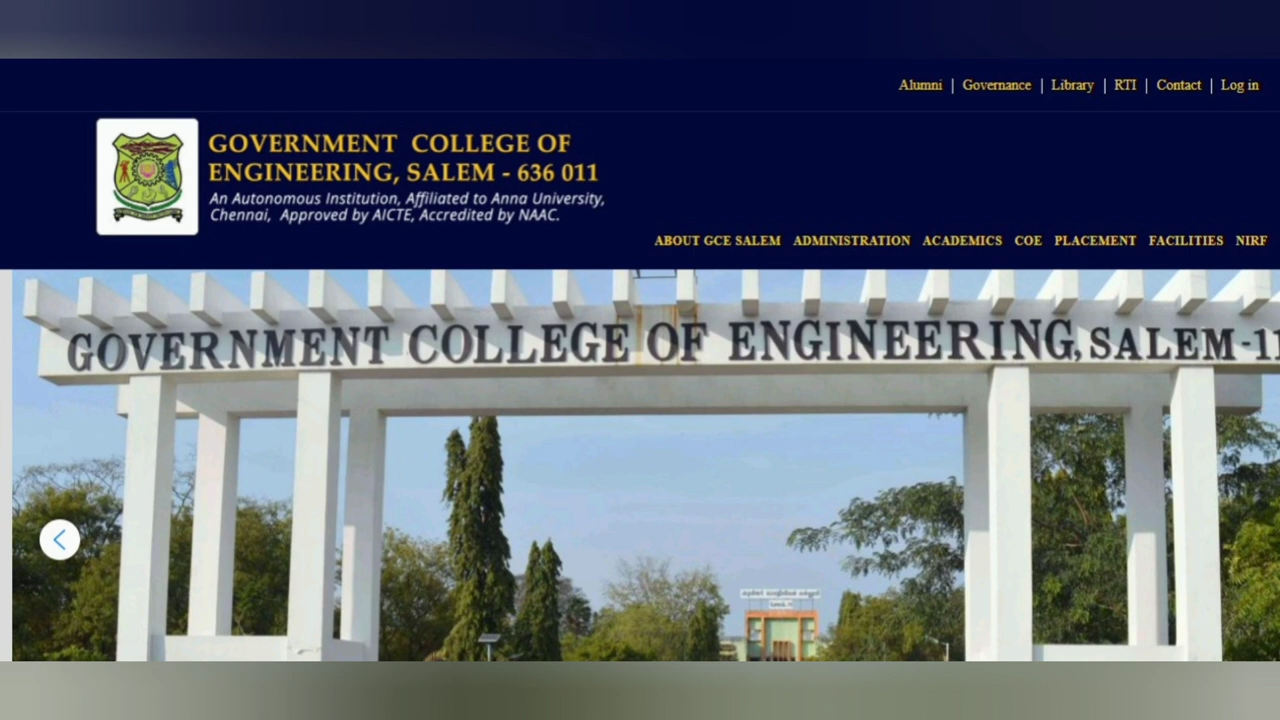 Alumni | Governance | Library | RTI | Contact | Log in
GOVERNMENT COLLEGE OF
ENGINEERING, SALEM - 636 011
An Autonomous Institution, Affiliated to Anna University,
Chennai, Approved by AICTE, Accredited by NAAC.
ABOUT GCE SALEM ADMINISTRATION ACADEMICS COE PLACEMENT FACILITIES NIRF
GOVERNMENT COLLEGE OF ENGINEERING, SALEM-11